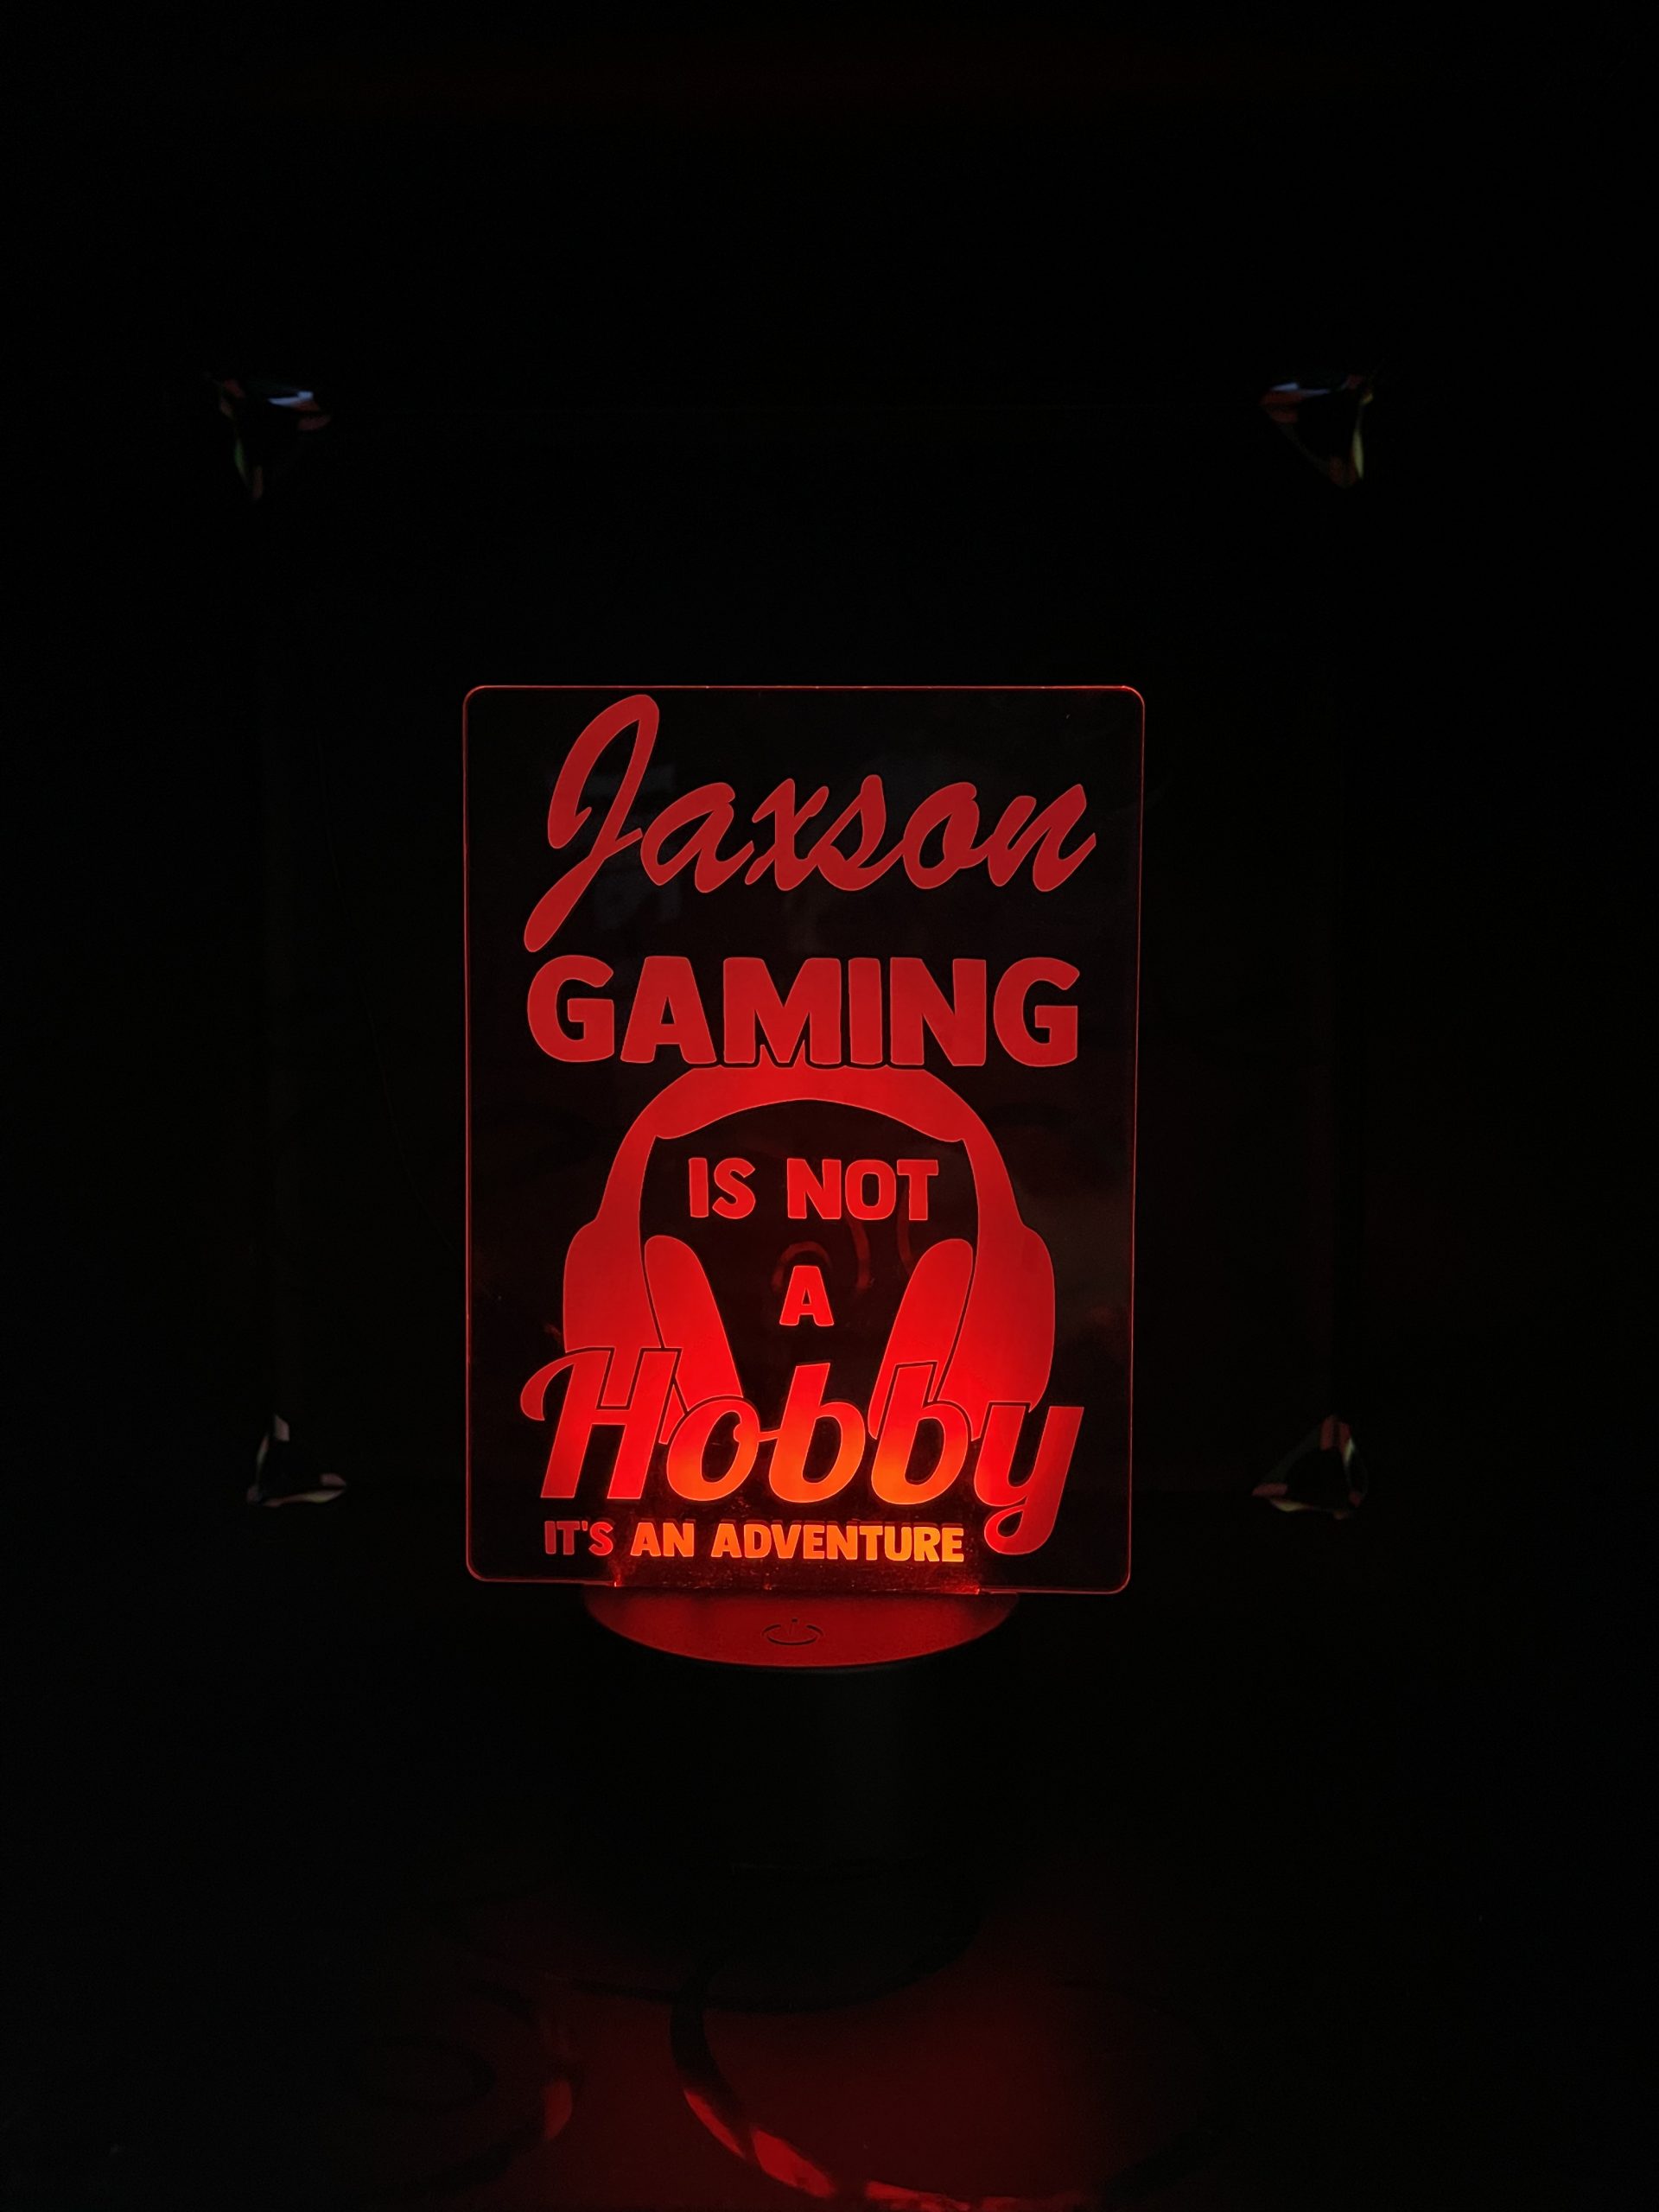 Jaxson
GAMING
IS NOT
A
Hobby
IT'S AN ADVENTURE